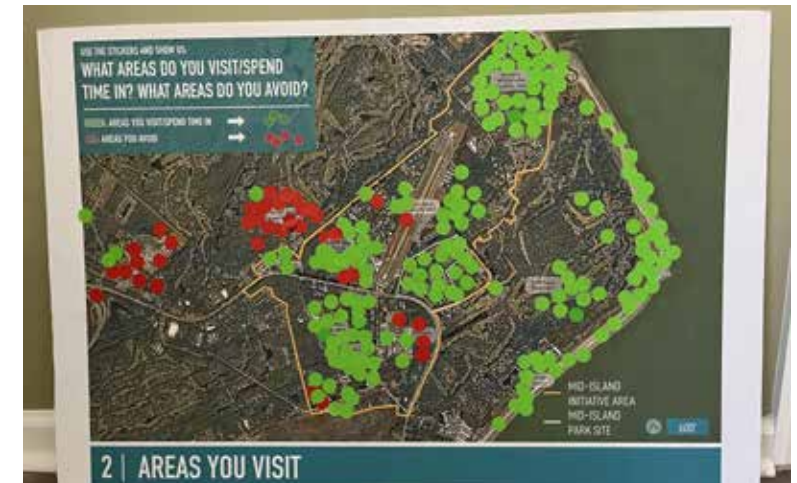 USE THE STICKERS AND SHOW US:
WHAT AREAS DO YOU VISIT/SPEND
TIME IN? WHAT AREAS DO YOU AVOID?
AREAS YOU VISIT/SPEND TIME IN
AREAS YOU AVOID
MID-ISLAND
INITIATIVE AREA
MID-ISLAND
PARK SITE
2 | AREAS YOU VISIT